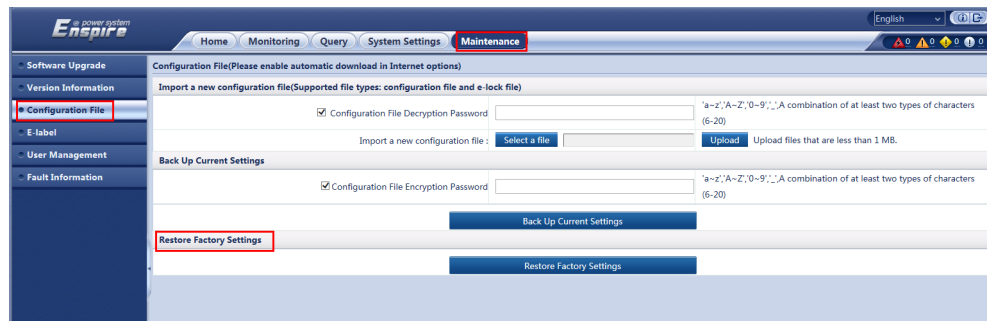 power system
Enspire
English
Home
Monitoring
Query
System Settings
Maintenance
0
0
0
0
Software Upgrade
Version Information
Configuration File
E-label
User Management
Fault Information
Configuration File(Please enable automatic download in Internet options)
Import a new configuration file(Supported file types: configuration file and e-lock file)
Configuration File Decryption Password
'a~z','A~Z','0~9','_',A combination of at least two types of characters
(6-20)
Import a new configuration file :
Select a file
Upload
Upload files that are less than 1 MB.
Back Up Current Settings
Configuration File Encryption Password
'a~z','A~Z','0~9','_',A combination of at least two types of characters
(6-20)
Back Up Current Settings
Restore Factory Settings
Restore Factory Settings